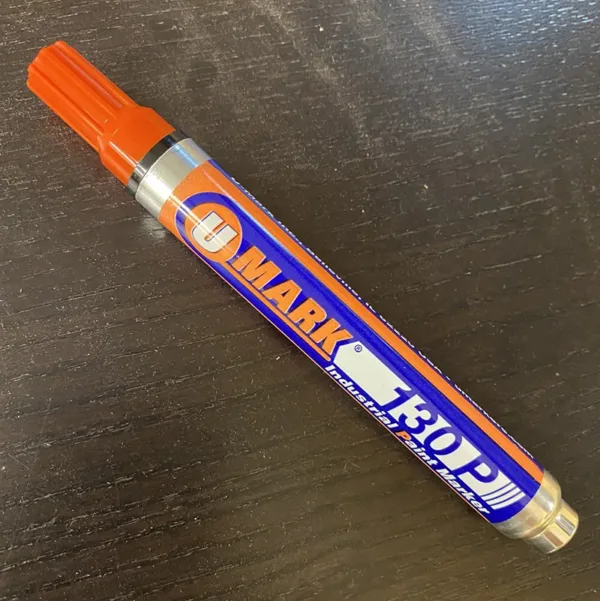 U MARK®
130P
Industrial Paint Marker